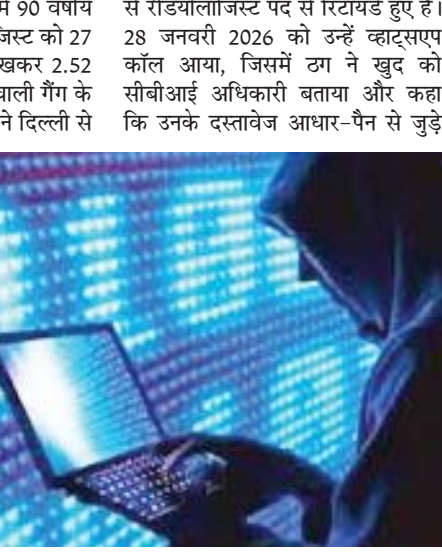 में 90 वर्षीय
जिस्ट को 27
खकर 2.52
वाली गैंग के
ने दिल्ली से
से रेडियोलॉजिस्ट पद से रिटायर्ड हुए हैं।
28 जनवरी 2026 को उन्हें व्हाट्सएप
कॉल आया, जिसमें ठग ने खुद को
सीबीआई अधिकारी बताया और कहा
कि उनके दस्तावेज आधार-पैन से जुड़े